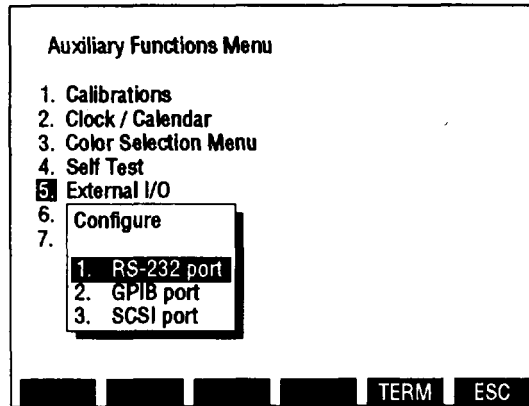 Auxiliary Functions Menu
1. Calibrations
2. Clock / Calendar
3. Color Selection Menu
4. Self Test
5. External I/O
6.
7.
Configure
1. RS-232 port
2. GPIB port
3. SCSI port
TERM ESC